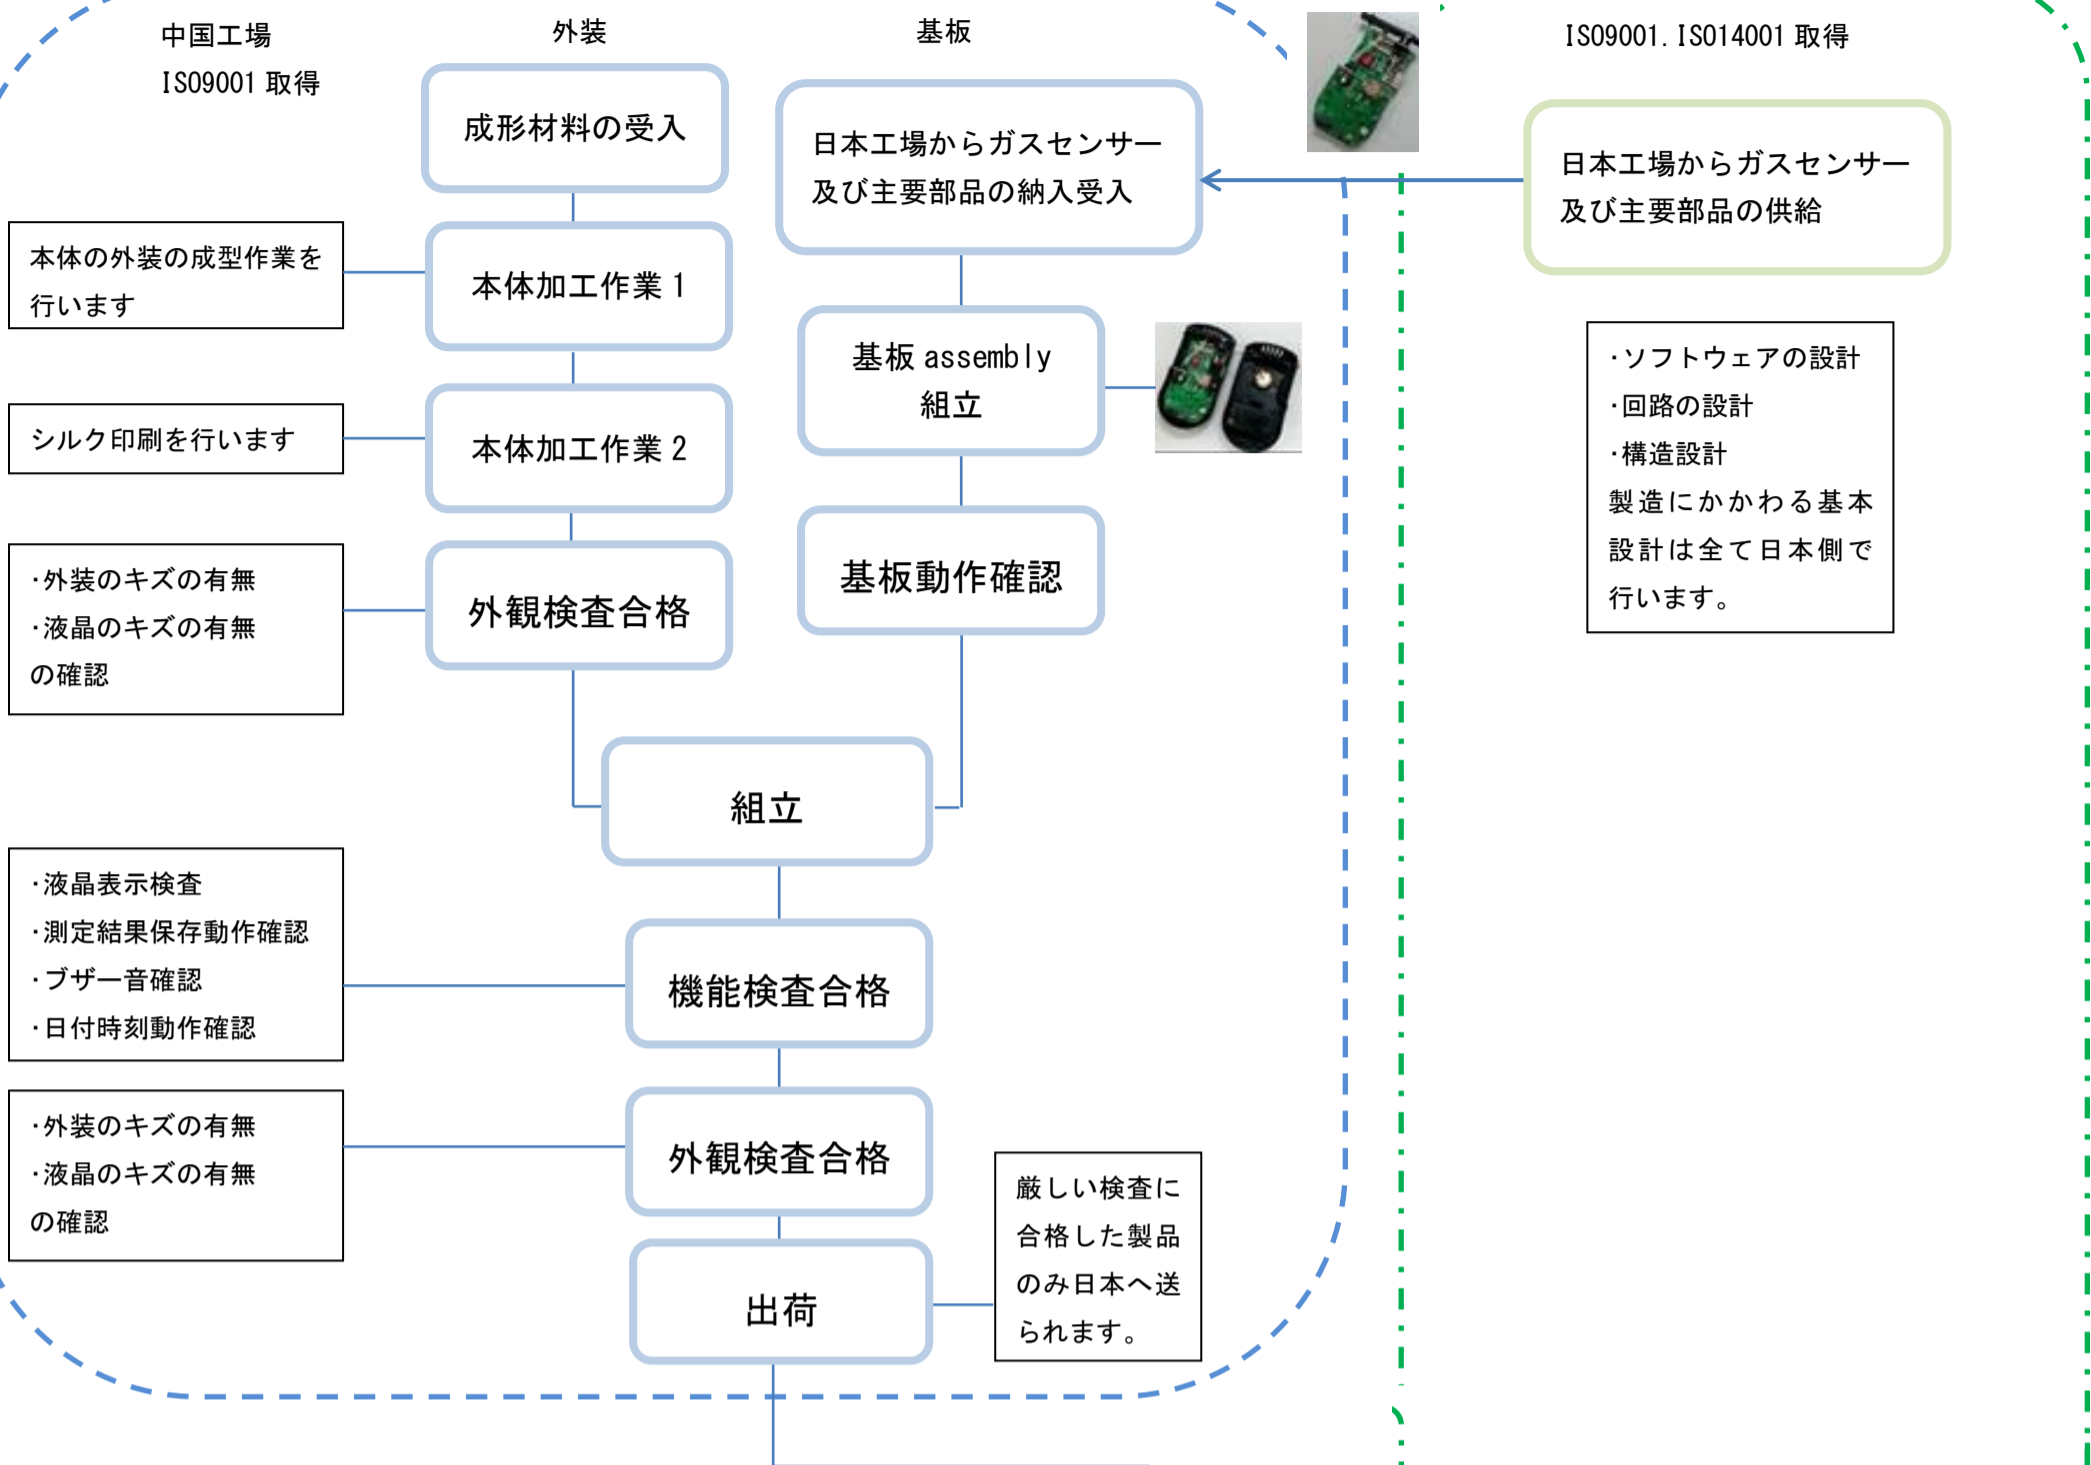 中国工場
ISO9001 取得
外装
基板
ISO9001. ISO14001 取得
成形材料の受入
日本工場からガスセンサー
及び主要部品の納入受入
日本工場からガスセンサー
及び主要部品の供給
本体の外装の成型作業を
行います
本体加工作業 1
基板 assembly
組立
・ソフトウェアの設計
・回路の設計
・構造設計
製造にかかわる基本
設計は全て日本側で
行います。
シルク印刷を行います
本体加工作業 2
・外装のキズの有無
・液晶のキズの有無
の確認
外観検査合格
基板動作確認
組立
・液晶表示検査
・測定結果保存動作確認
・ブザー音確認
・日付時刻動作確認
機能検査合格
・外装のキズの有無
・液晶のキズの有無
の確認
外観検査合格
厳しい検査に
合格した製品
のみ日本へ送
られます。
出荷